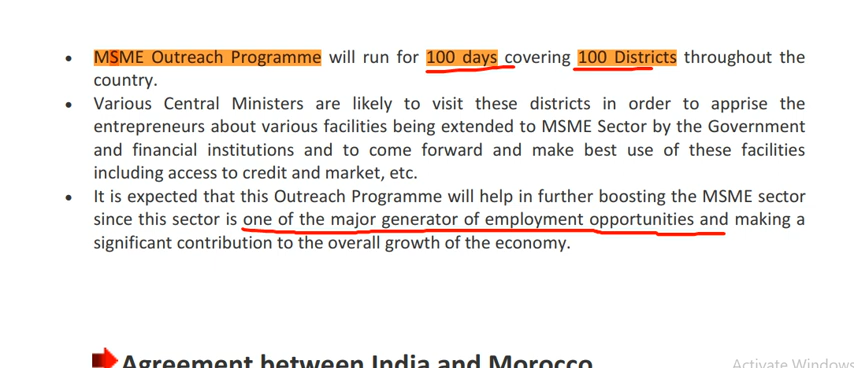 • MSME Outreach Programme will run for 100 days covering 100 Districts throughout the
country.
• Various Central Ministers are likely to visit these districts in order to apprise the
entrepreneurs about various facilities being extended to MSME Sector by the Government
and financial institutions and to come forward and make best use of these facilities
including access to credit and market, etc.
• It is expected that this Outreach Programme will help in further boosting the MSME sector
since this sector is one of the major generator of employment opportunities and making a
significant contribution to the overall growth of the economy.
Agreement between India and Morocco
Activate Windows